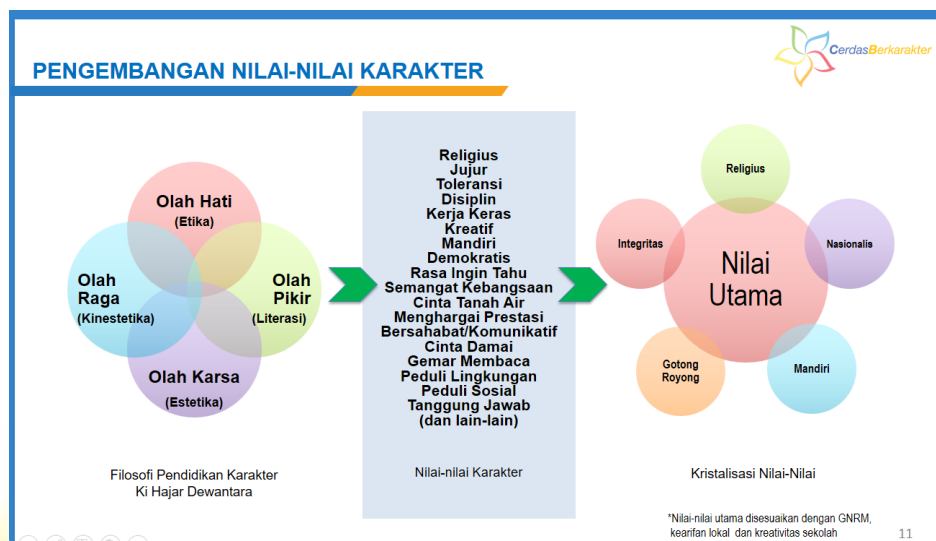 CerdasBerkarakter
PENGEMBANGAN NILAI-NILAI KARAKTER
Olah Hati
(Etika)
Olah
Raga
(Kinestetika)
Olah
Pikir
(Literasi)
Olah Karsa
(Estetika)
Filosofi Pendidikan Karakter
Ki Hajar Dewantara
Religius
Jujur
Toleransi
Disiplin
Kerja Keras
Kreatif
Mandiri
Demokratis
Rasa Ingin Tahu
Semangat Kebangsaan
Cinta Tanah Air
Menghargai Prestasi
Bersahabat/Komunikatif
Cinta Damai
Gemar Membaca
Peduli Lingkungan
Peduli Sosial
Tanggung Jawab
(dan lain-lain)
Nilai-nilai Karakter
Religius
Integritas
Nasionalis
Nilai
Utama
Gotong
Royong
Mandiri
Kristalisasi Nilai-Nilai
*Nilai-nilai utama disesuaikan dengan GNRM,
kearifan lokal dan kreativitas sekolah
11